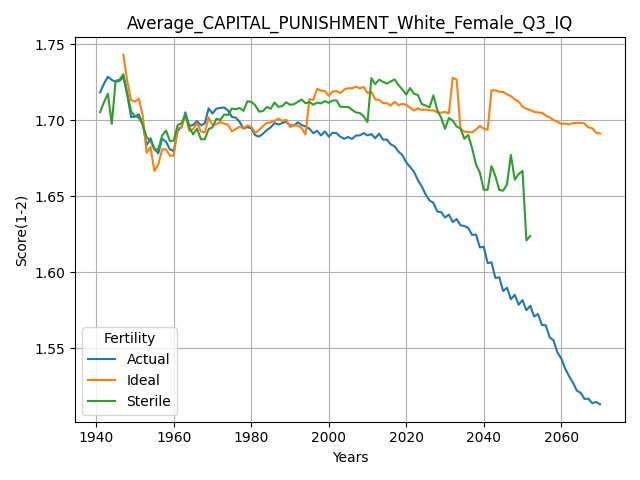 Average_CAPITAL_PUNISHMENT_White_Female_Q3_IQ
Score(1-2)
1.75
1.70
1.65
1.60
1.55
Fertility
Actual
Ideal
Sterile
1940 1960 1980 2000 2020 2040 2060
Years